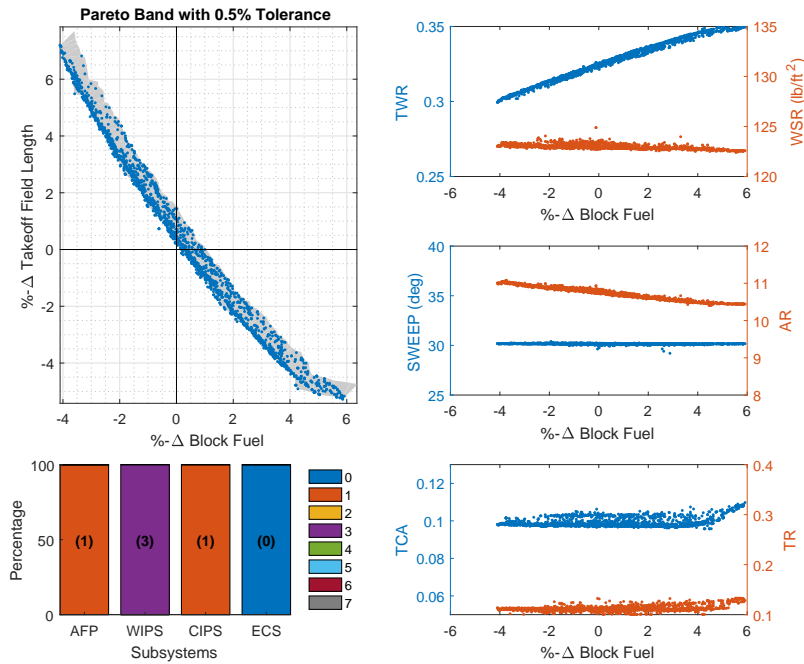 Pareto Band with 0.5% Tolerance
%-Δ Takeoff Field Length
6
4
2
0
-2
-4
-4 -2 0 2 4 6
%-Δ Block Fuel
Percentage
100
50
0
(1) (3) (1) (0)
AFP WIPS CIPS ECS
Subsystems
0
1
2
3
4
5
6
7
TWR
0.35
0.3
0.25
WSR (lb/ft 2)
135
130
125
120
-6 -4 -2 0 2 4 6
%-Δ Block Fuel
SWEEP (deg)
40
35
30
25
AR
12
11
10
9
8
-6 -4 -2 0 2 4 6
%-Δ Block Fuel
TCA
0.12
0.1
0.08
0.06
TR
0.4
0.3
0.2
0.1
-6 -4 -2 0 2 4 6
%-Δ Block Fuel